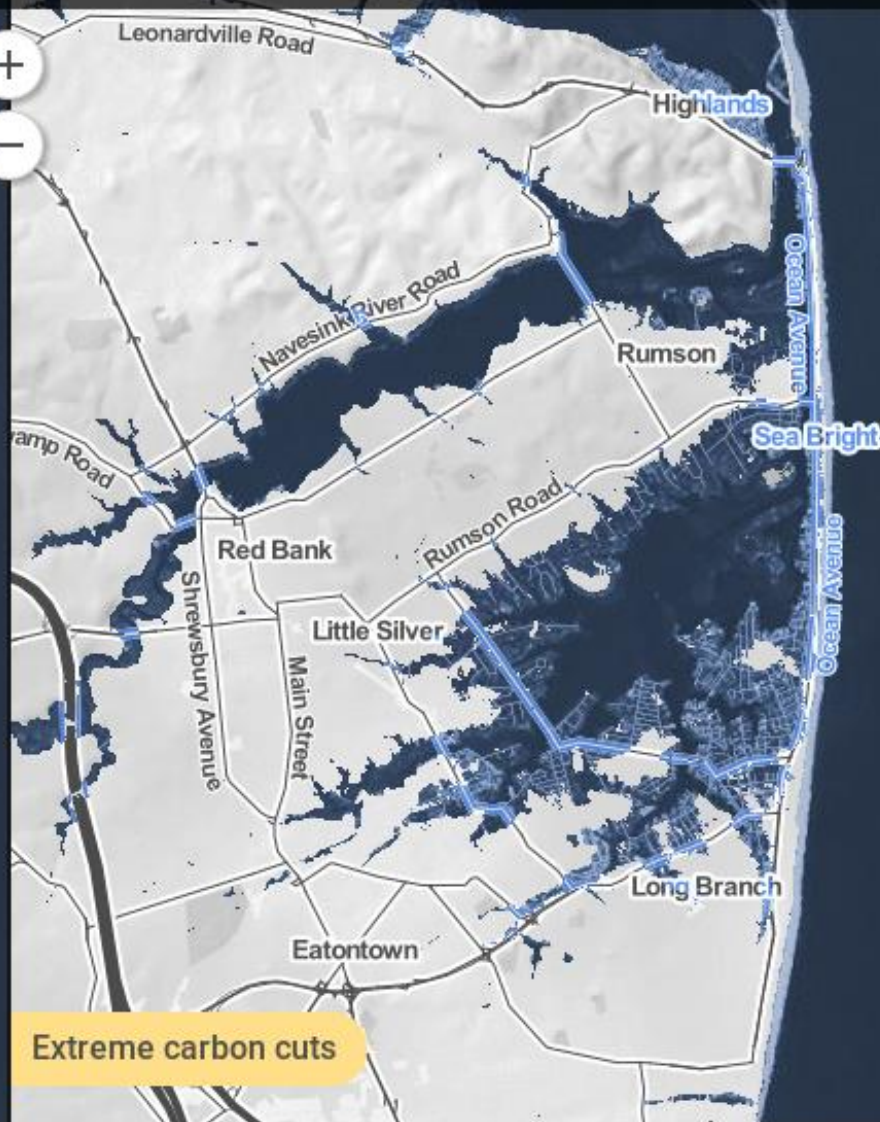 Leonardville Road
+
Highlands
−
Ocean Avenue
Navesink River Road
Rumson
amp Road
Sea Bright
Rumson Road
Red Bank
Ocean Avenue
Shrewsbury Avenue
Little Silver
Main Street
Long Branch
Eatontown
Extreme carbon cuts